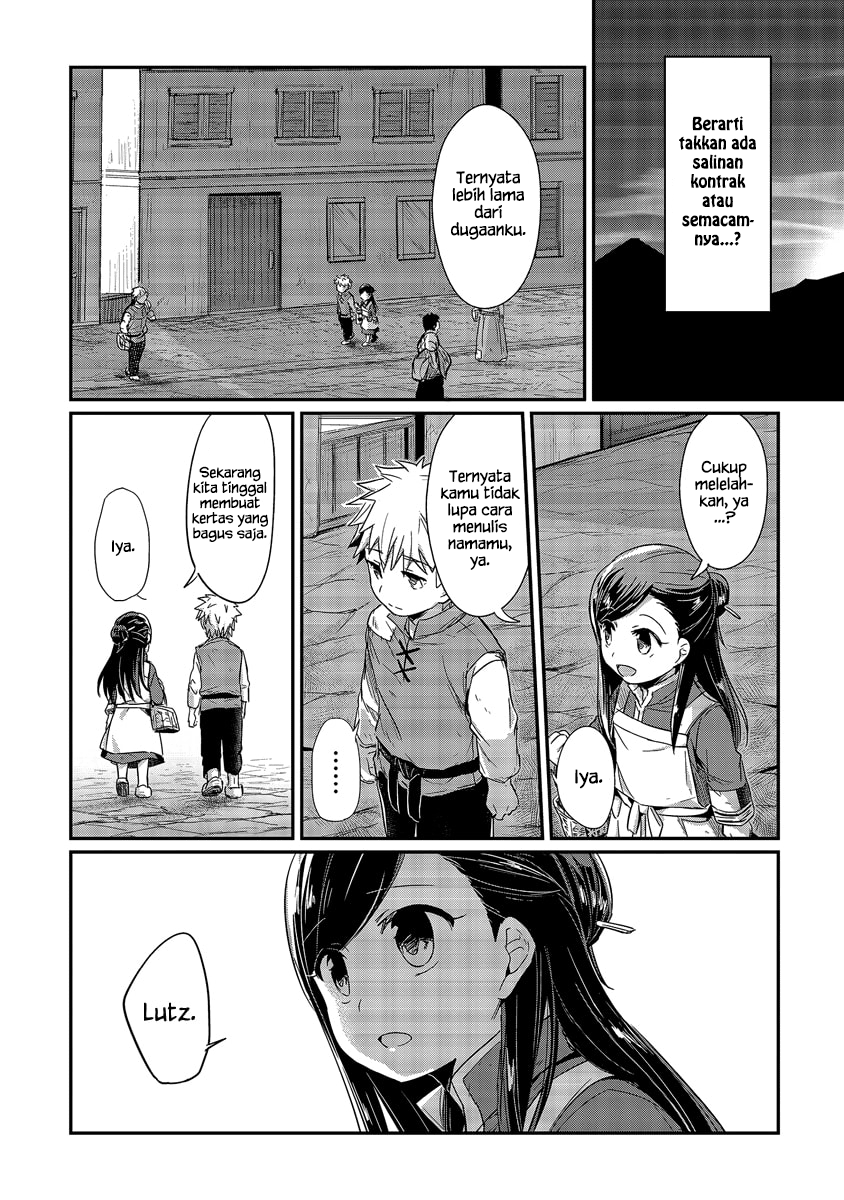 Berarti
takkan ada
salinan
kontrak
atau
semacam-
nya...?
Ternyata
lebih lama
dari
dugaanku.
Cukup
melelah-
kan, ya
...?
Iya.
Ternyata
kamu tidak
lupa cara
menulis
namamu,
ya.
......
Sekarang
kita tinggal
membuat
kertas yang
bagus saja.
Iya.
Lutz.